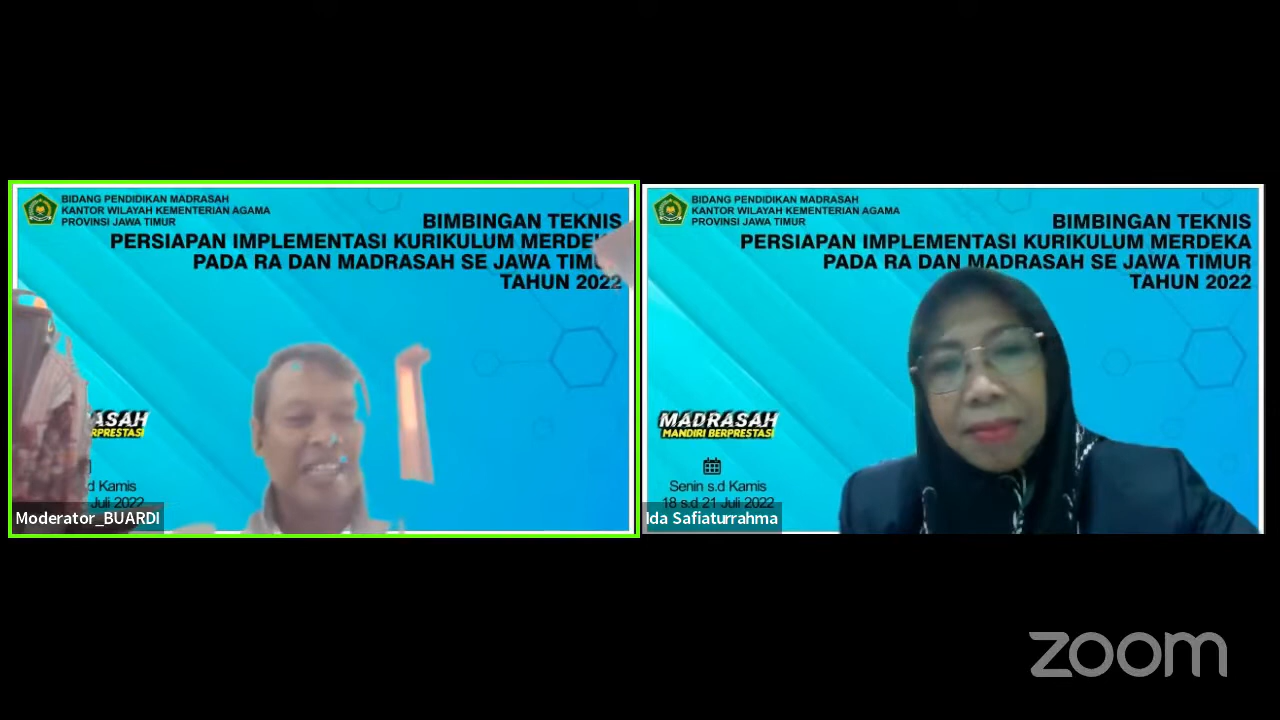 BIDANG PENDIDIKAN MADRASAH
KANTOR WILAYAH KEMENTERIAN AGAMA
PROVINSI JAWA TIMUR
BIMBINGAN TEKNIS
PERSIAPAN IMPLEMENTASI KURIKULUM MERDEKA
PADA RA DAN MADRASAH SE JAWA TIMUR
TAHUN 2022
ASAH
RPRESTASI
d Kamis
Juli 2022
Moderator_BUARDI
BIDANG PENDIDIKAN MADRASAH
KANTOR WILAYAH KEMENTERIAN AGAMA
PROVINSI JAWA TIMUR
BIMBINGAN TEKNIS
PERSIAPAN IMPLEMENTASI KURIKULUM MERDEKA
PADA RA DAN MADRASAH SE JAWA TIMUR
TAHUN 2022
MADRASAH
MANDIRI BERPRESTASI
Senin s.d Kamis
18 s.d 21 Juli 2022
Ida Safiaturrahma
zoom